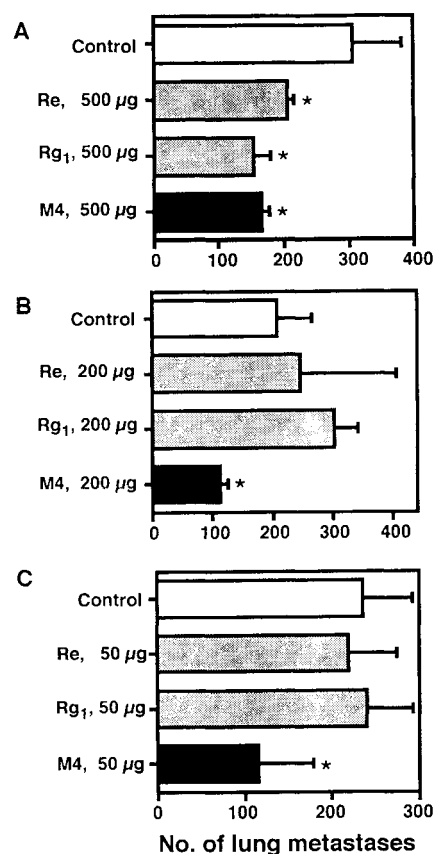 A
Control
Re, 500 µg
*
Rg1, 500 µg
*
M4, 500 µg
*
0 100 200 300 400
B
Control
Re, 200 µg
Rg1, 200 µg
M4, 200 µg
*
0 100 200 300 400
C
Control
Re, 50 µg
Rg1, 50 µg
M4, 50 µg
*
0 100 200 300
No. of lung metastases